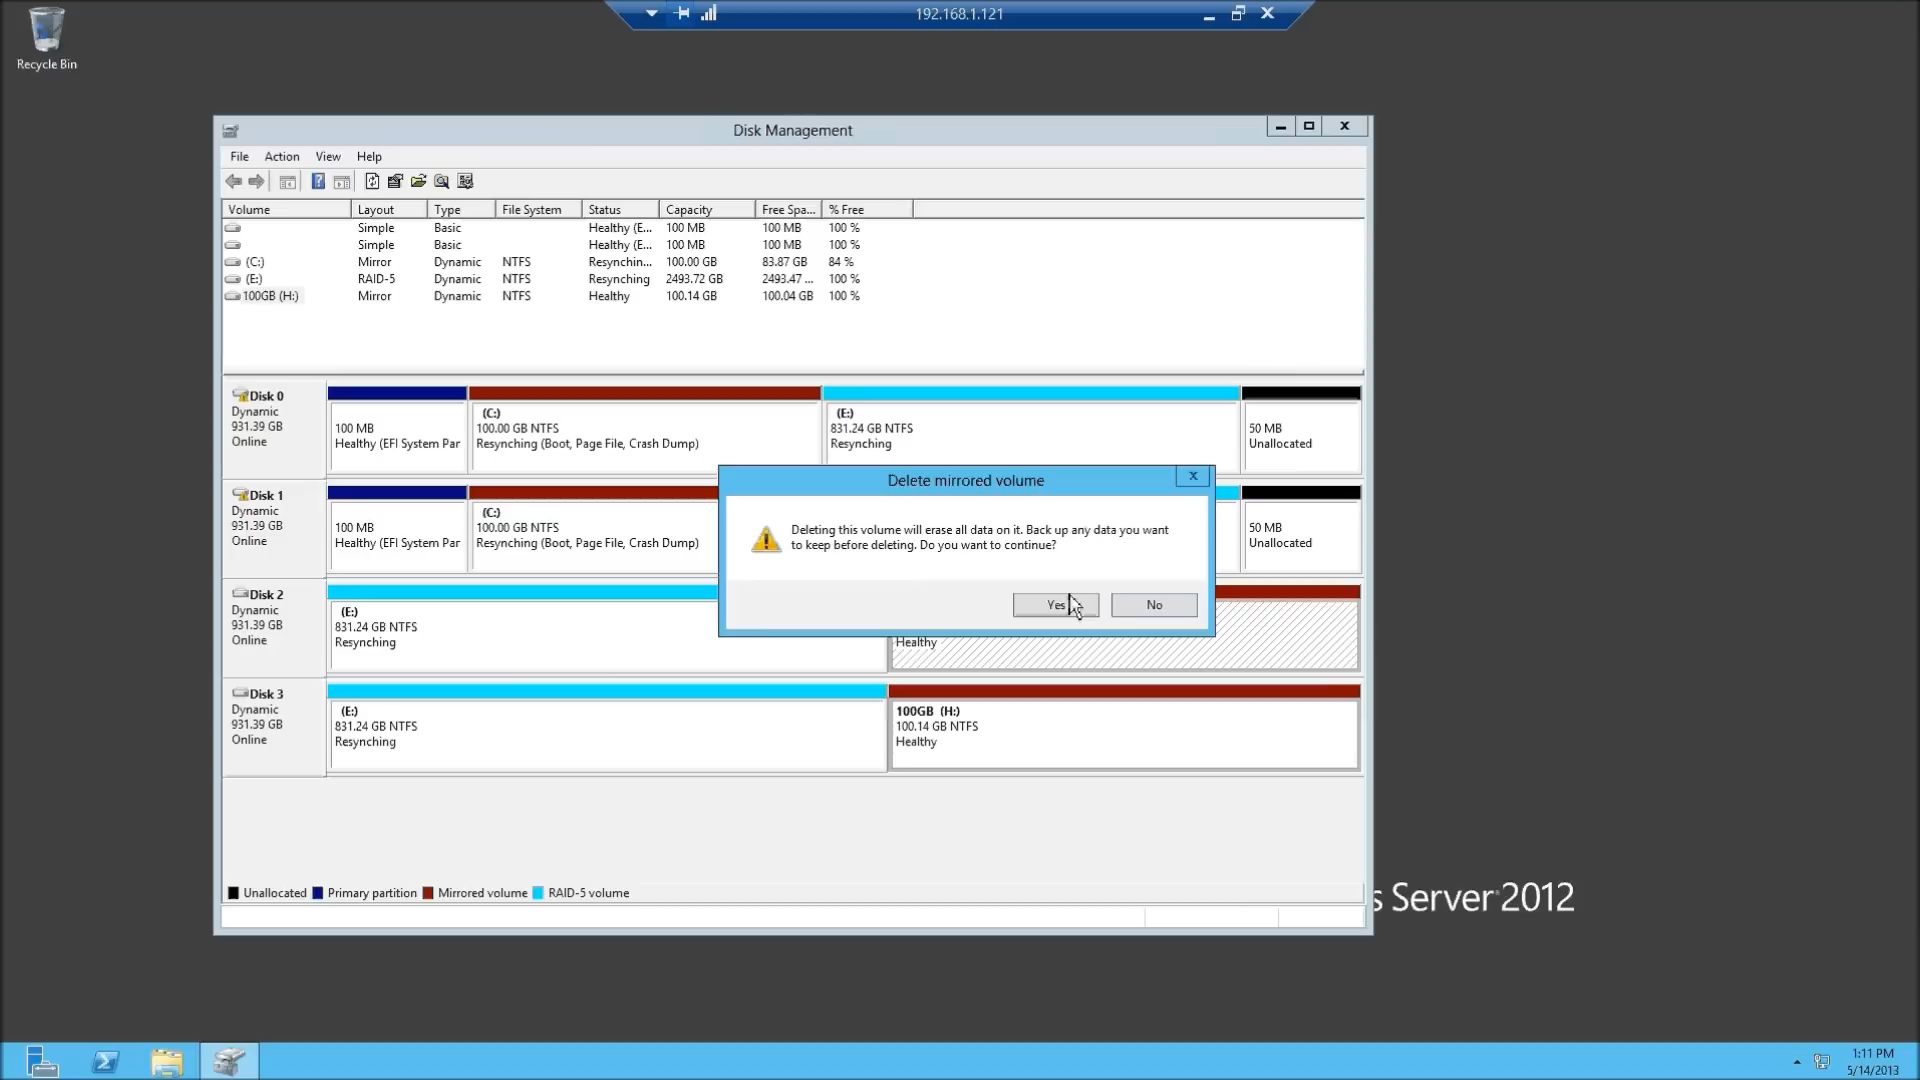 192.168.1.121
Recycle Bin
Disk Management
File Action View Help
Volume Layout Type File System Status Capacity Free Spa... % Free
Simple Basic Healthy (E... 100 MB 100 MB 100 %
Simple Basic Healthy (E... 100 MB 100 MB 100 %
(C:) Mirror Dynamic NTFS Resynchin... 100.00 GB 83.87 GB 84 %
(E:) RAID-5 Dynamic NTFS Resynching 2493.72 GB 2493.47 ... 100 %
100GB (H:) Mirror Dynamic NTFS Healthy 100.14 GB 100.04 GB 100 %
Disk 0
Dynamic
931.39 GB
Online
100 MB
Healthy (EFI System Par
(C:)
100.00 GB NTFS
Resynching (Boot, Page File, Crash Dump)
(E:)
831.24 GB NTFS
Resynching
50 MB
Unallocated
Disk 1
Dynamic
931.39 GB
Online
100 MB
Healthy (EFI System Par
(C:)
100.00 GB NTFS
Resynching (Boot, Page File, Crash Dump)
50 MB
Unallocated
Delete mirrored volume
X
Deleting this volume will erase all data on it. Back up any data you want
to keep before deleting. Do you want to continue?
Yes No
Disk 2
Dynamic
931.39 GB
Online
(E:)
831.24 GB NTFS
Resynching
Healthy
Disk 3
Dynamic
931.39 GB
Online
(E:)
831.24 GB NTFS
Resynching
100GB (H:)
100.14 GB NTFS
Healthy
Unallocated Primary partition Mirrored volume RAID-5 volume
s Server 2012
1:11 PM
5/14/2013